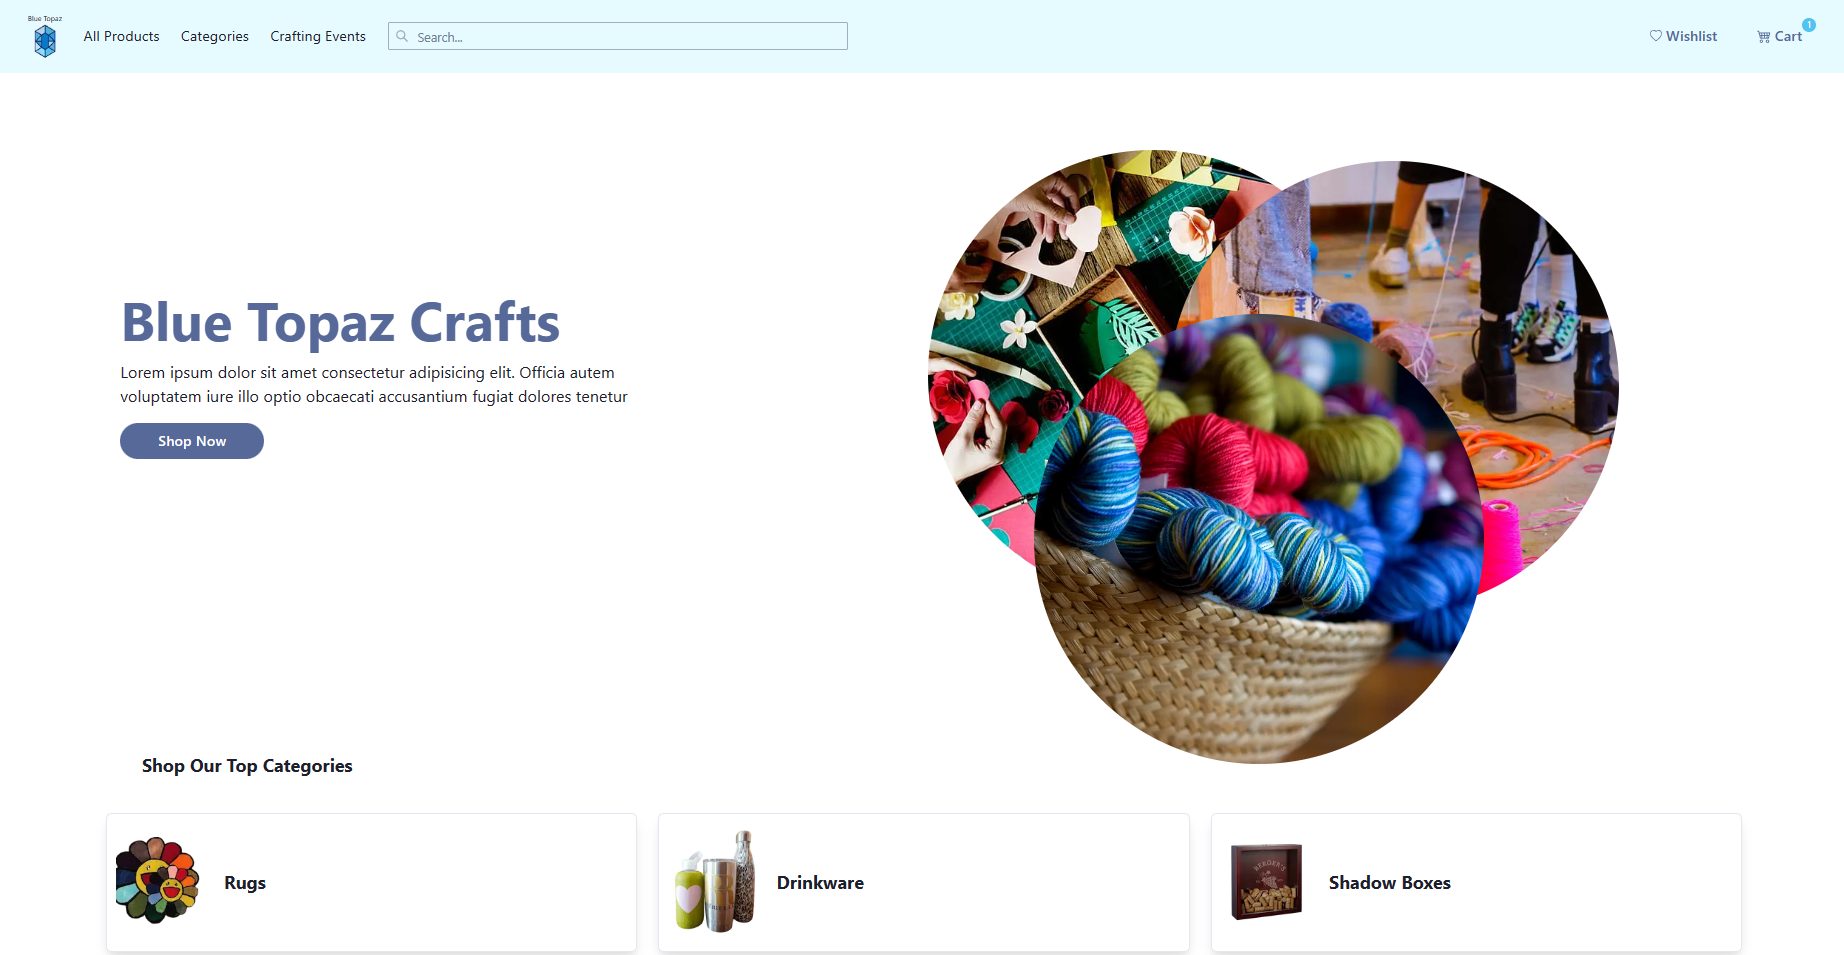 Blue Topaz
All Products
Categories
Crafting Events
Search...
Wishlist
Cart
1
Blue Topaz Crafts
Lorem ipsum dolor sit amet consectetur adipisicing elit. Officia autem
voluptatem iure illo optio obcaecati accusantium fugiat dolores tenetur
Shop Now
Shop Our Top Categories
Rugs
Drinkware
BERGER'S
Shadow Boxes